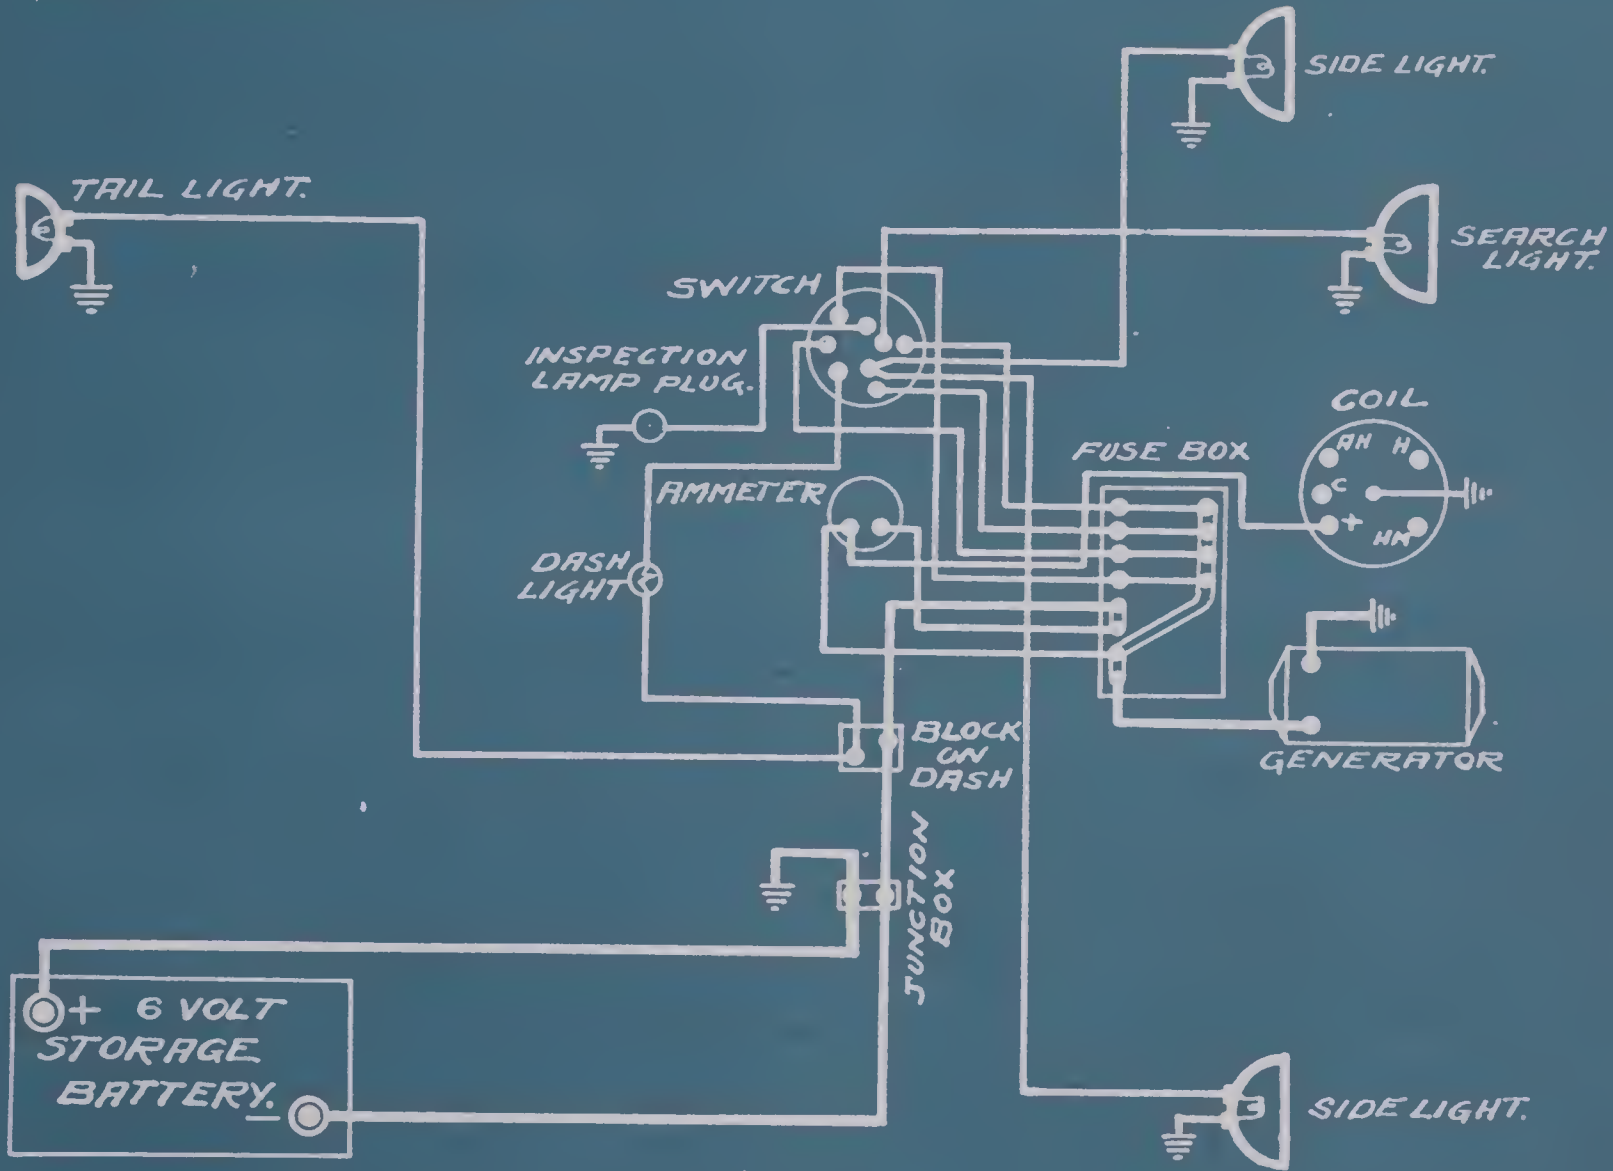 SIDE LIGHT.
TAIL LIGHT.
SEARCH
LIGHT.
SWITCH
INSPECTION
LAMP PLUG.
COIL
AH H
C
+
HM
FUSE BOX
AMMETER
DASH
LIGHT
GENERATOR
BLOCK
ON
DASH
JUNCTION
BOX
+ 6 VOLT
STORAGE
BATTERY.
−
SIDE LIGHT.